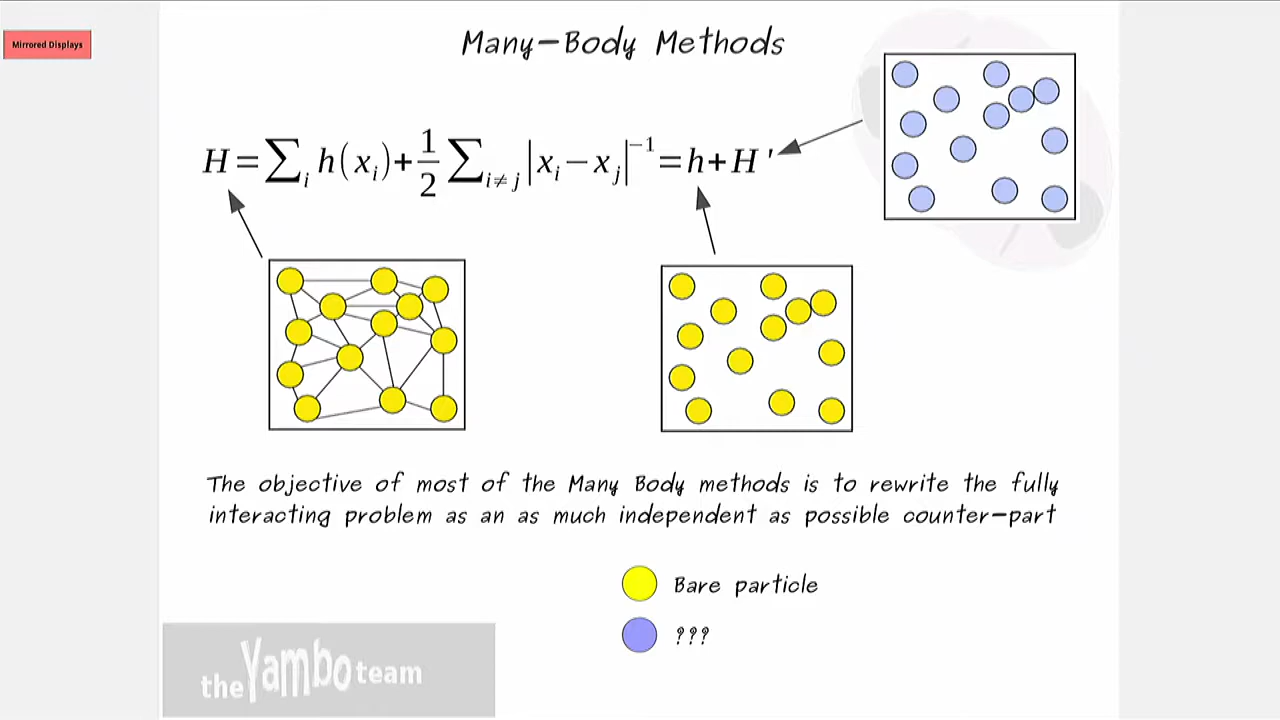 Mirrored Displays
Many-Body Methods
H=∑ᵢ h(xᵢ)+1/2 ∑ᵢ≠ⱼ |xᵢ−xⱼ|⁻¹=h+H'
The objective of most of the Many Body methods is to rewrite the fully
interacting problem as an as much independent as possible counter-part
Bare particle
???
the Yambo team